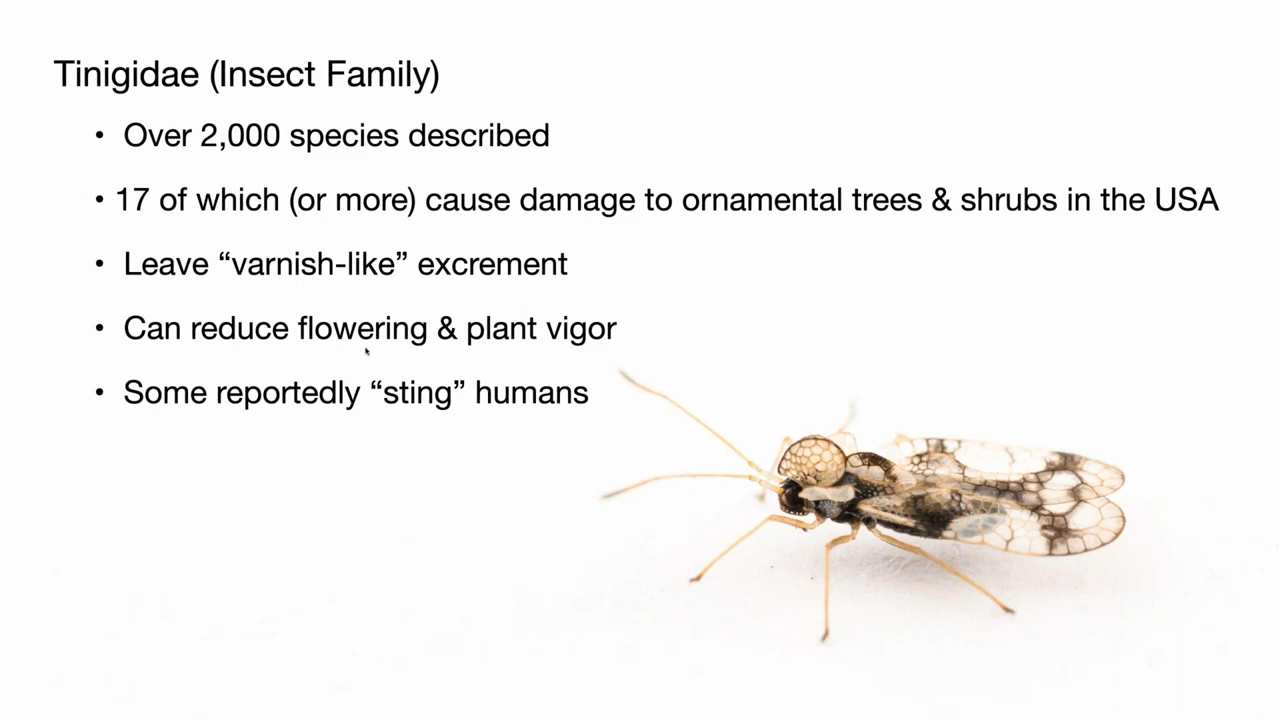 Tinigidae (Insect Family)
• Over 2,000 species described
• 17 of which (or more) cause damage to ornamental trees & shrubs in the USA
• Leave “varnish-like” excrement
• Can reduce flowering & plant vigor
• Some reportedly “sting” humans